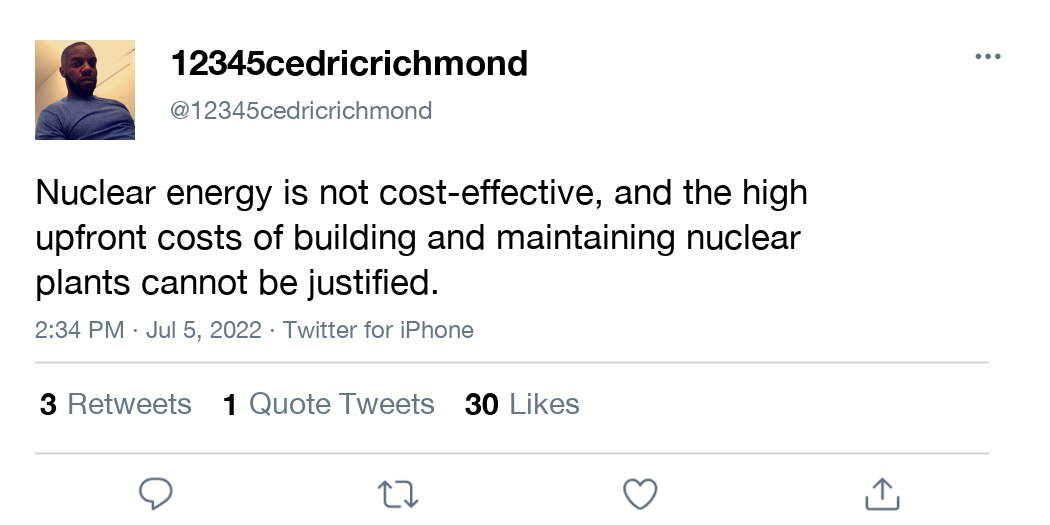 12345cedricrichmond
@12345cedricrichmond
Nuclear energy is not cost-effective, and the high
upfront costs of building and maintaining nuclear
plants cannot be justified.
2:34 PM · Jul 5, 2022 · Twitter for iPhone
3 Retweets 1 Quote Tweets 30 Likes